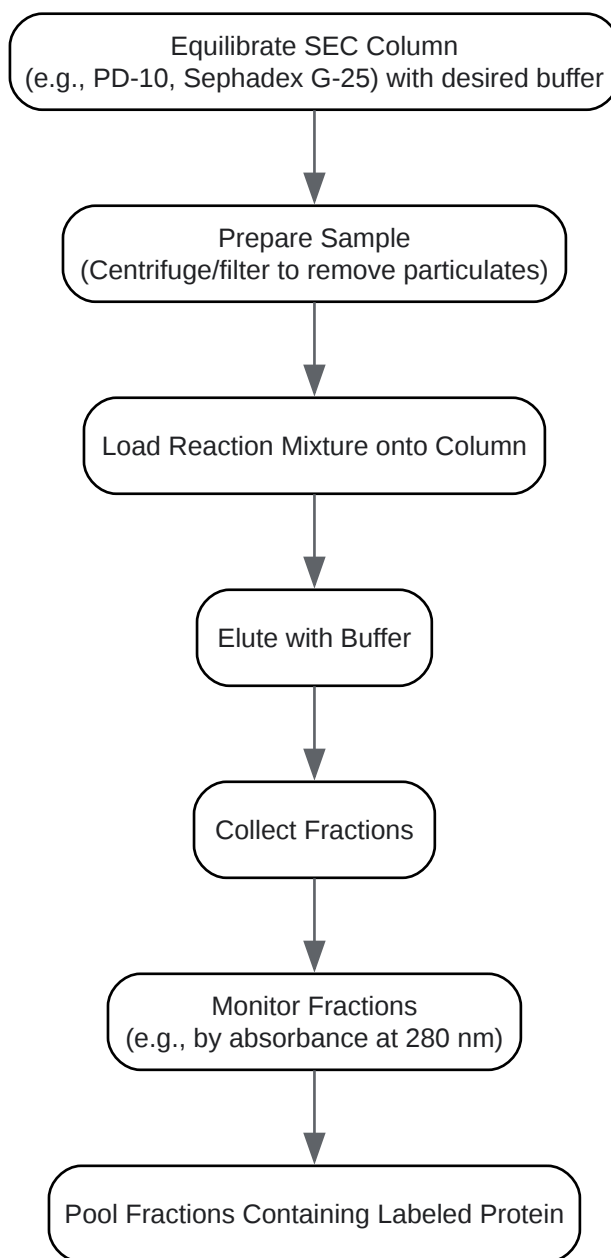 Equilibrate SEC Column
(e.g., PD-10, Sephadex G-25) with desired buffer
Prepare Sample
(Centrifuge/filter to remove particulates)
Load Reaction Mixture onto Column
Elute with Buffer
Collect Fractions
Monitor Fractions
(e.g., by absorbance at 280 nm)
Pool Fractions Containing Labeled Protein